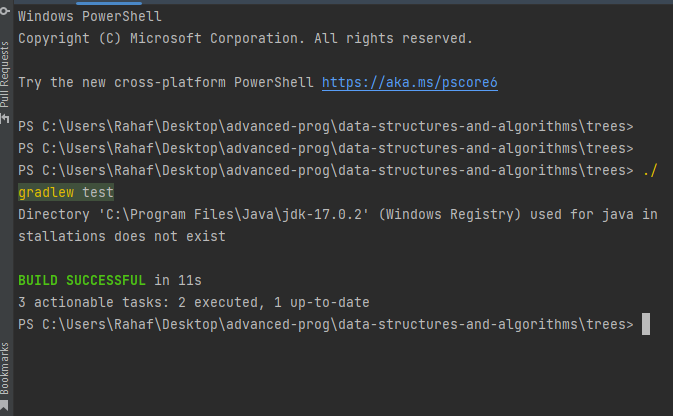 Windows PowerShell
Copyright (C) Microsoft Corporation. All rights reserved.
Try the new cross-platform PowerShell https://aka.ms/pscore6
PS C:\Users\Rahaf\Desktop\advanced-prog\data-structures-and-algorithms\trees>
PS C:\Users\Rahaf\Desktop\advanced-prog\data-structures-and-algorithms\trees>
PS C:\Users\Rahaf\Desktop\advanced-prog\data-structures-and-algorithms\trees> ./
gradlew test
Directory 'C:\Program Files\Java\jdk-17.0.2' (Windows Registry) used for java in
stallations does not exist
BUILD SUCCESSFUL in 11s
3 actionable tasks: 2 executed, 1 up-to-date
PS C:\Users\Rahaf\Desktop\advanced-prog\data-structures-and-algorithms\trees>
Pull Requests
Bookmarks